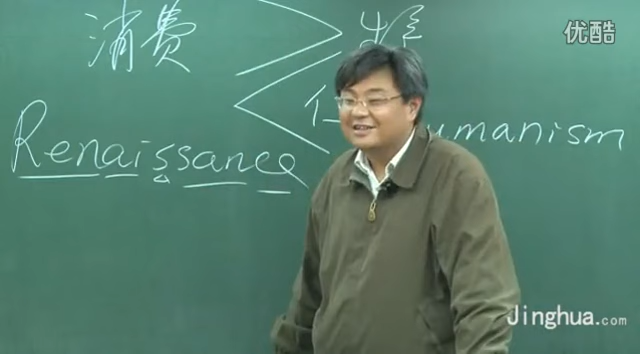 消费
优酷
Renaissance
umanism
Jinghua.com